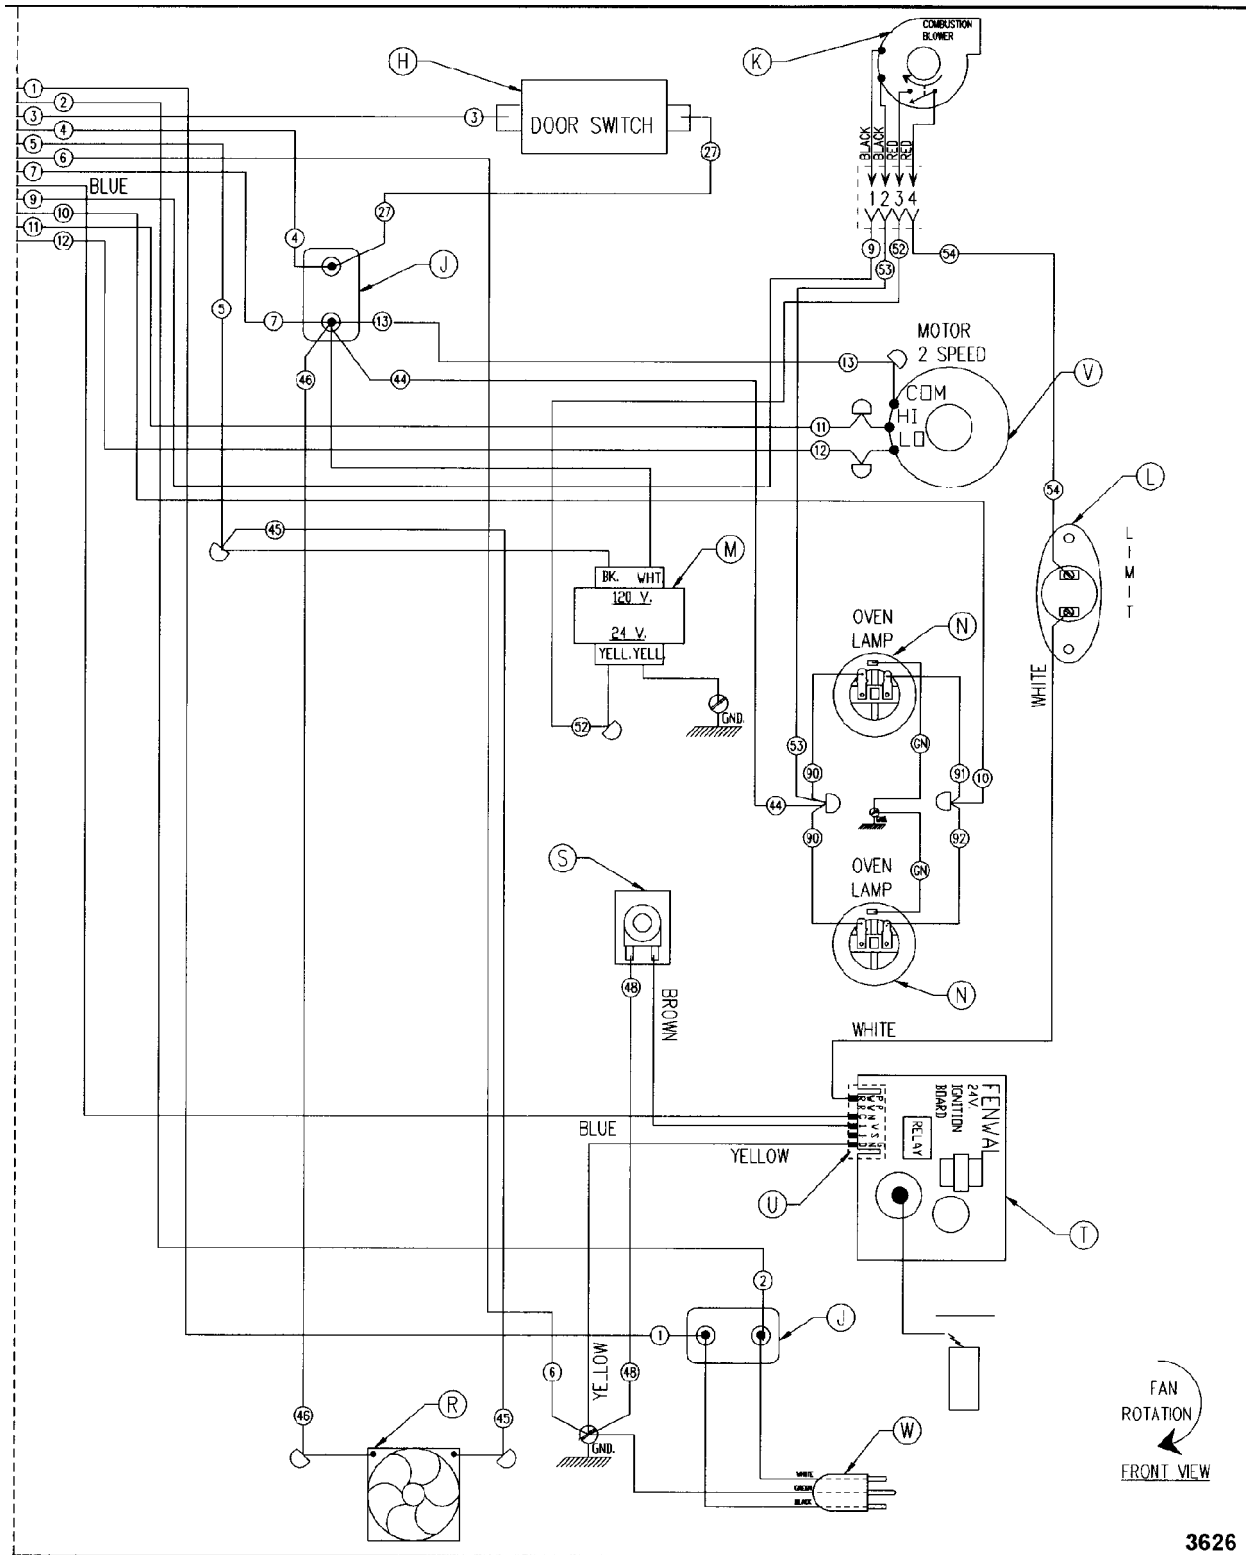 COMBUSTION
BLOWER
K
H
1
2
3
3
DOOR SWITCH
4
5
6
27
7
BLUE
9
10
11
12
BLACK
BLACK
RED
RED
1 2 3 4
27
4
J
9
52
53
54
5
7
13
MOTOR
2 SPEED
46
44
13
V
COM
HI
LO
11
12
54
L
LIMIT
45
M
BK. WHT.
120 V.
24 V.
YELL. YELL.
OVEN
LAMP
N
WHITE
52
GND.
53
GN
90
91
10
44
90
92
GN
S
OVEN
LAMP
N
48
BROWN
WHITE
FENWAL
24V.
IGNITION
BOARD
RELAY
BLUE
YELLOW
U
T
2
1
J
6
YELLOW
48
46
R
45
GND.
W
WHITE
GREEN
BLACK
FAN
ROTATION
FRONT VIEW
3626